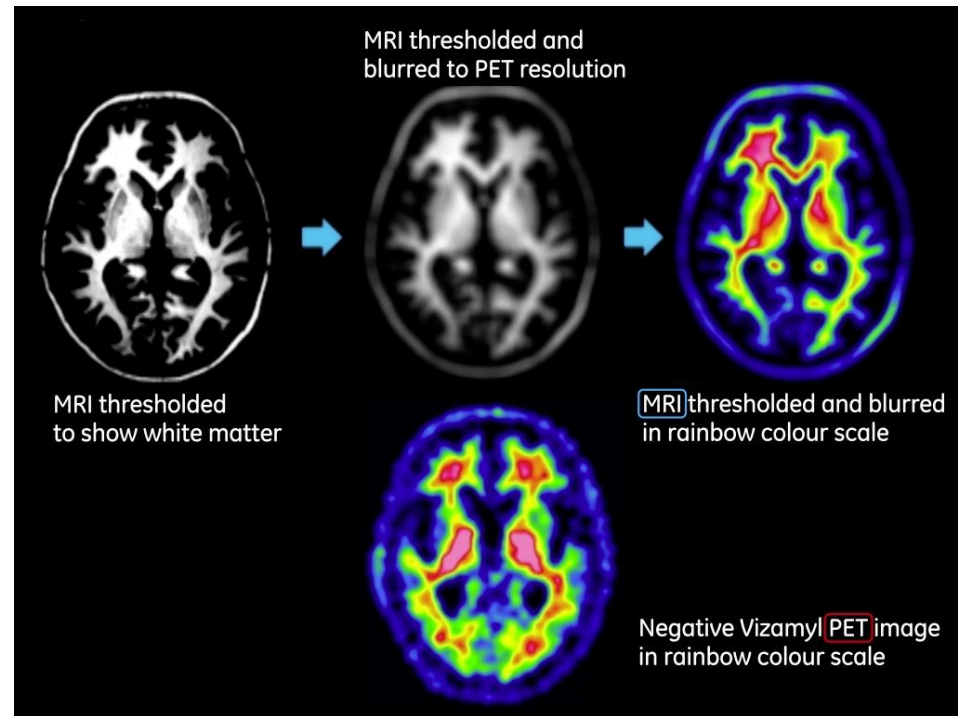 MRI thresholded and
blurred to PET resolution
MRI thresholded
to show white matter
MRI thresholded and blurred
in rainbow colour scale
Negative Vizamyl PET image
in rainbow colour scale